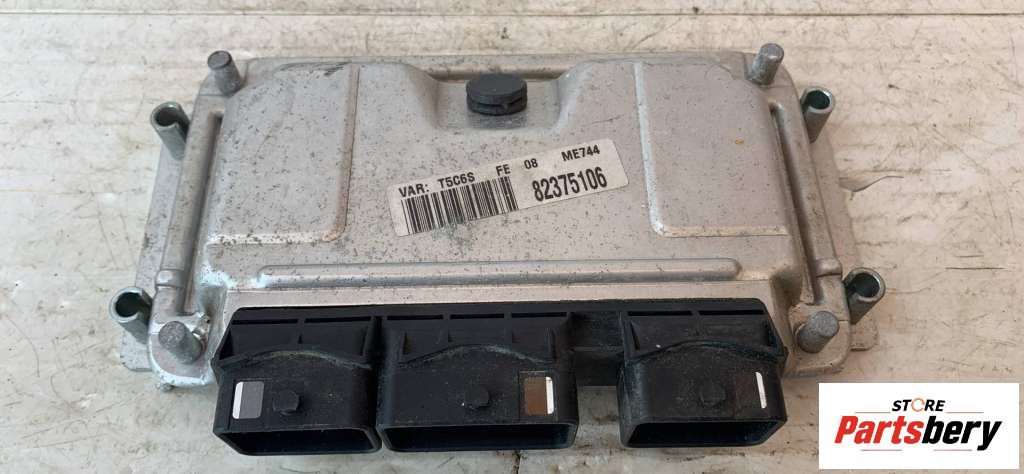 VAR: T5C6S FE 08 ME744
82375106
STORE
Partsbery